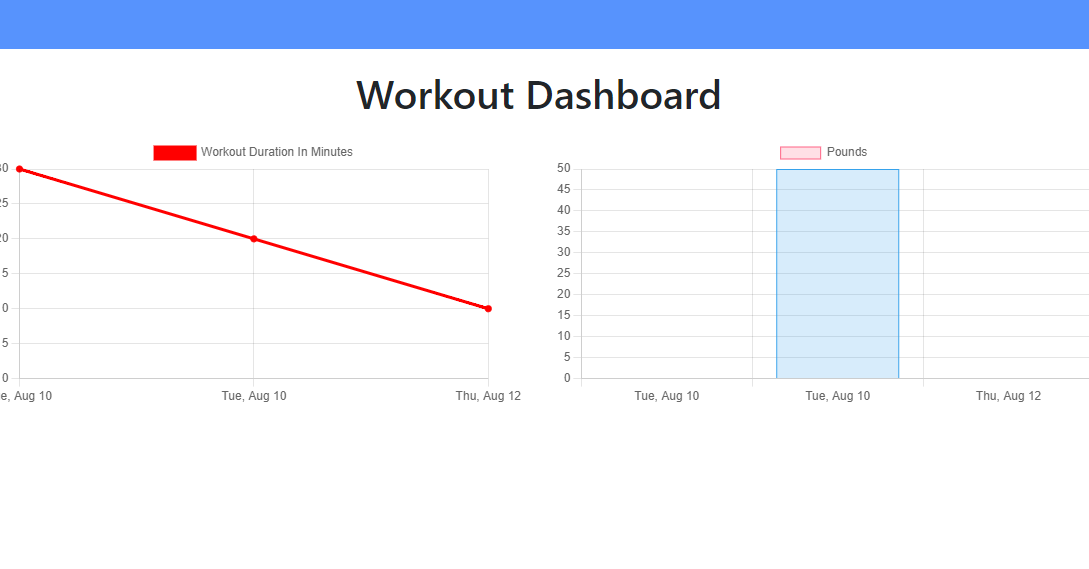 Workout Dashboard
Workout Duration In Minutes
30
25
20
5
0
5
0
e, Aug 10
Tue, Aug 10
Thu, Aug 12
Pounds
50
45
40
35
30
25
20
15
10
5
0
Tue, Aug 10
Tue, Aug 10
Thu, Aug 12